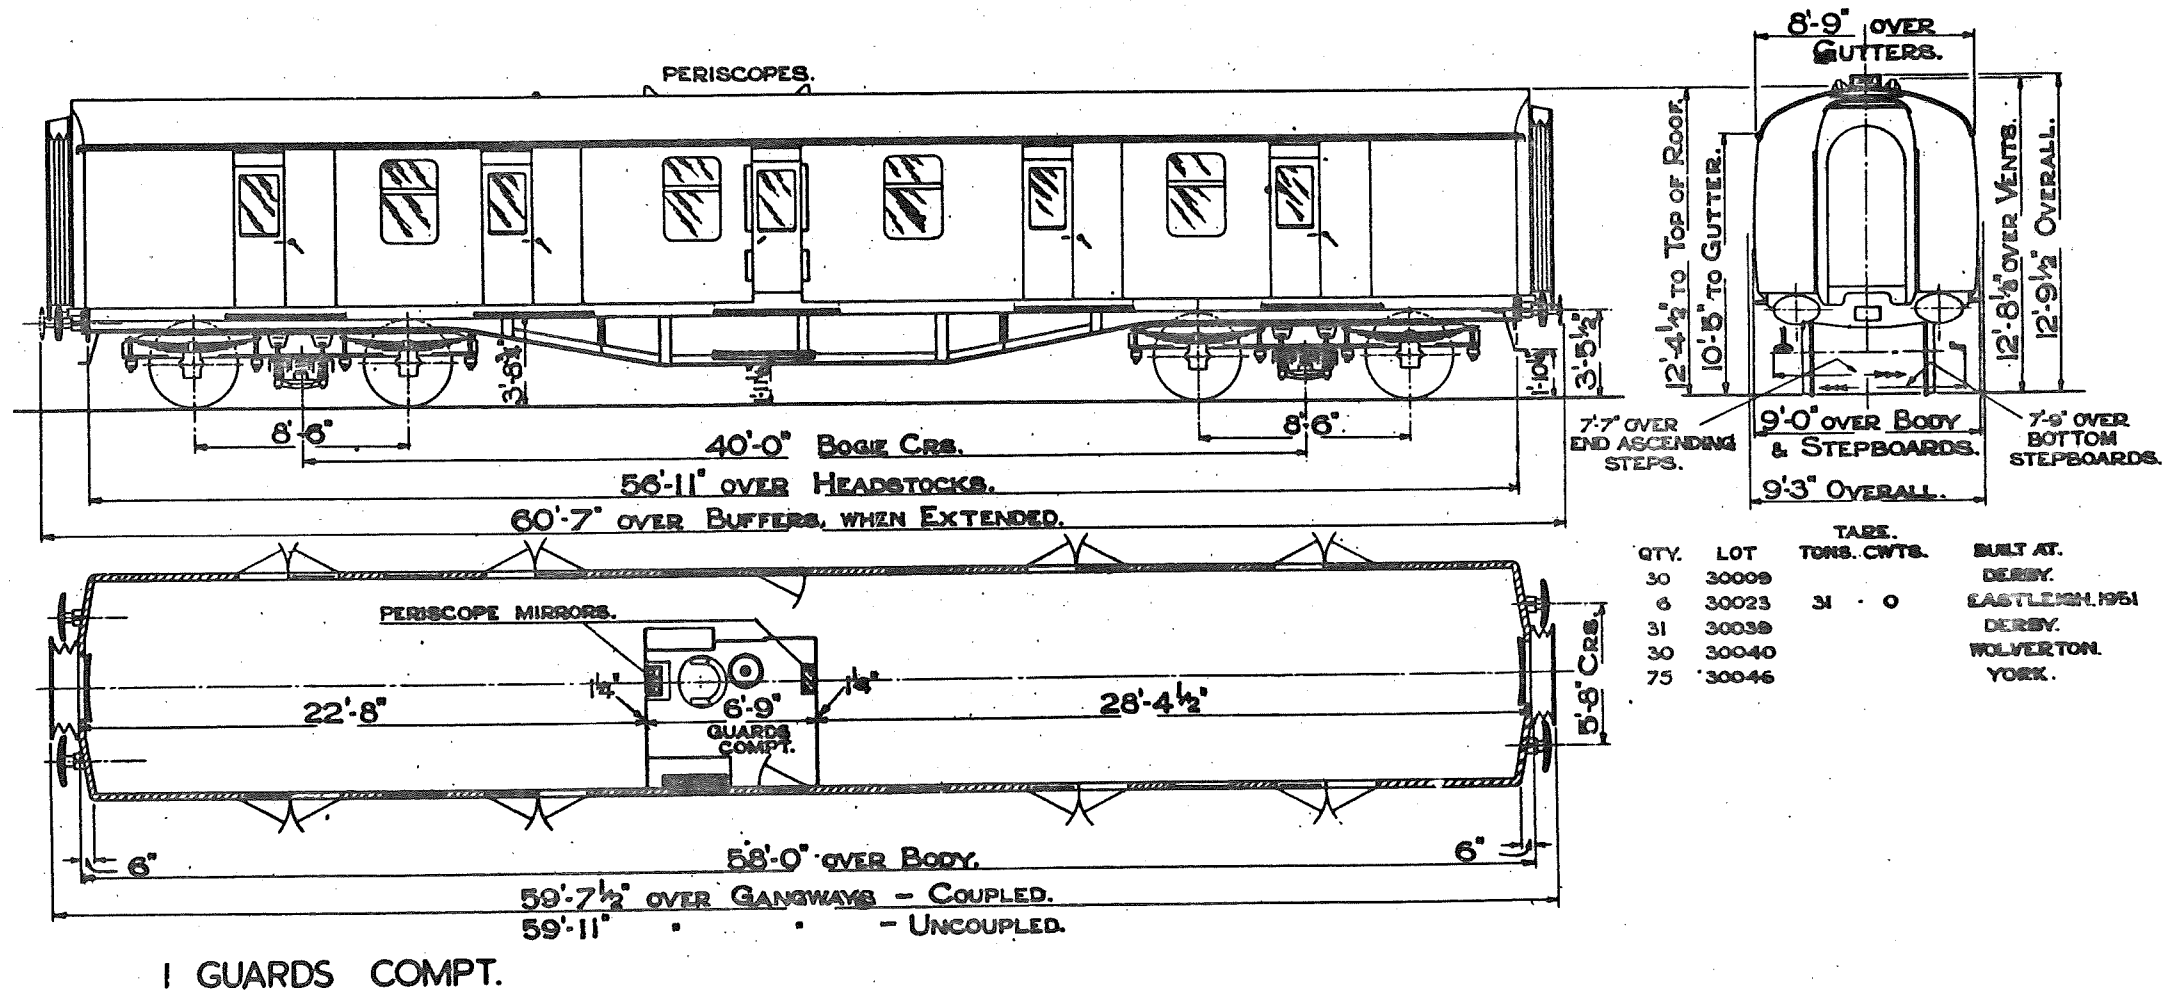 PERISCOPES.
8'-9" OVER
GUTTERS.
12'-4½" TO TOP OF ROOF.
10'-5" TO GUTTER.
12'-8⅛" OVER VENTS.
12'-9½" OVERALL.
1'-10⅛"
3'-5½"
8'-6"
8'-6"
40'-0" BOGIE CRS.
56'-11" OVER HEADSTOCKS.
60'-7" OVER BUFFERS, WHEN EXTENDED.
7'-7" OVER
END ASCENDING
STEPS.
9'-0" OVER BODY
& STEPBOARDS.
7'-9" OVER
BOTTOM
STEPBOARDS.
9'-3" OVERALL.
TARE.
QTY. LOT TONS. CWTS. BUILT AT.
30 30009 DERBY.
6 30023 31 · 0 EASTLEIGH. 1951
31 30039 DERBY.
30 30040 WOLVERTON.
75 30046 YORK.
PERISCOPE MIRRORS.
1¼"
1¼"
22'-8"
6'-9"
28'-4½"
GUARDS
COMPT.
5'-8" CRS.
6"
6"
58'-0" OVER BODY.
59'-7½" OVER GANGWAYS - COUPLED.
59'-11" " " - UNCOUPLED.
1 GUARDS COMPT.